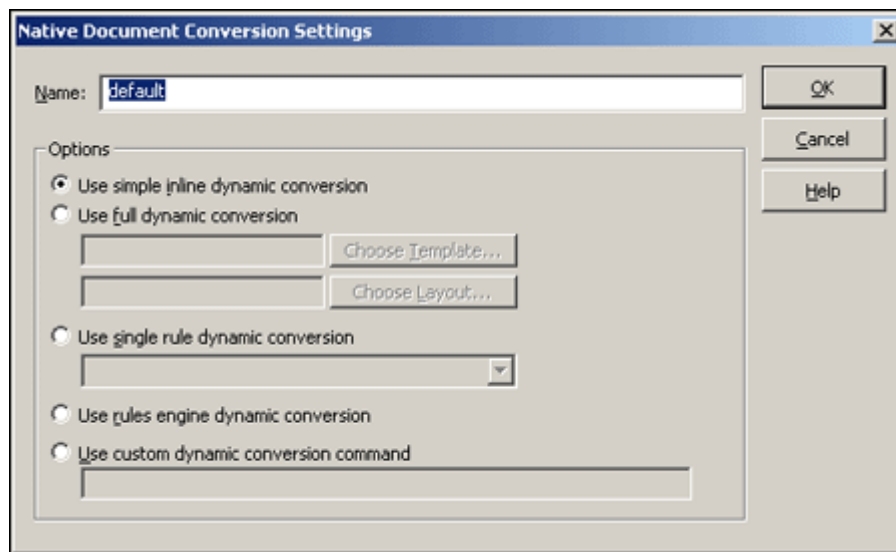 Native Document Conversion Settings
Name: default
OK
Cancel
Help
Options
Use simple inline dynamic conversion
Use full dynamic conversion
Choose Template...
Choose Layout...
Use single rule dynamic conversion
Use rules engine dynamic conversion
Use custom dynamic conversion command